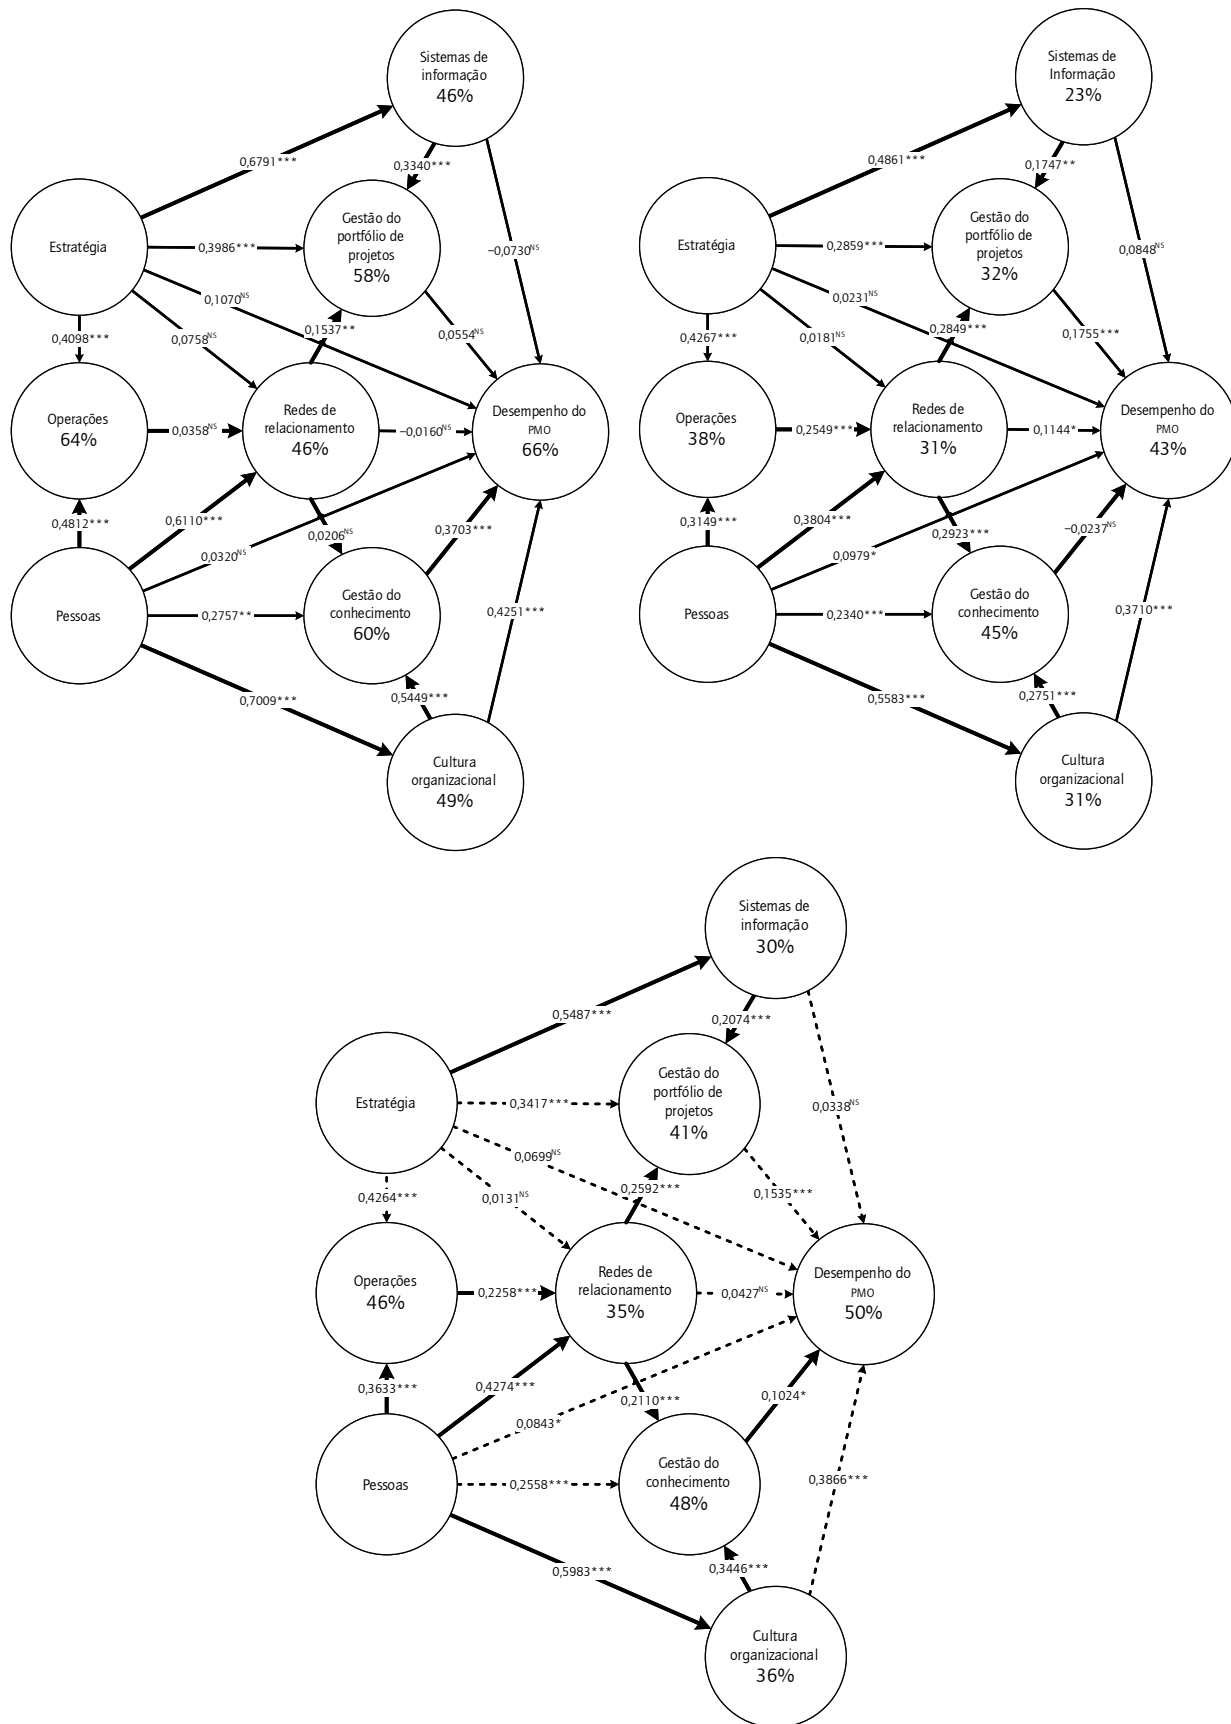 Sistemas de
informação
46%
0,6791***
0,3340***
Estratégia
Gestão do
portfólio de
projetos
58%
0,3986***
−0,0730NS
0,1070NS
0,4098***
0,0758NS
0,1537**
0,0554NS
Operações
64%
0,0358NS
Redes de
relacionamento
46%
−0,0160NS
Desempenho do
PMO
66%
0,4812***
0,6110***
0,0206NS
0,3703***
0,0320NS
Pessoas
0,2757**
Gestão do
conhecimento
60%
0,4251***
0,7009***
0,5449***
Cultura
organizacional
49%
Sistemas de
Informação
23%
0,4861***
0,1747**
Estratégia
Gestão do
portfólio de
projetos
32%
0,2859***
0,0848NS
0,0231NS
0,4267***
0,0181NS
0,2849***
0,1755***
Operações
38%
0,2549***
Redes de
relacionamento
31%
0,1144*
Desempenho do
PMO
43%
0,3149***
0,3804***
0,2923***
−0,0237NS
0,0979*
Pessoas
0,2340***
Gestão do
conhecimento
45%
0,3710***
0,5583***
0,2751***
Cultura
organizacional
31%
Sistemas de
informação
30%
0,5487***
0,2074***
Estratégia
Gestão do
portfólio de
projetos
41%
0,3417***
0,0338NS
0,0699NS
0,4264***
0,0131NS
0,2592***
0,1535***
Operações
46%
0,2258***
Redes de
relacionamento
35%
0,0427NS
Desempenho do
PMO
50%
0,3633***
0,4274***
0,2110***
0,1024*
0,0843*
Pessoas
0,2558***
Gestão do
conhecimento
48%
0,3866***
0,5983***
0,3446***
Cultura
organizacional
36%